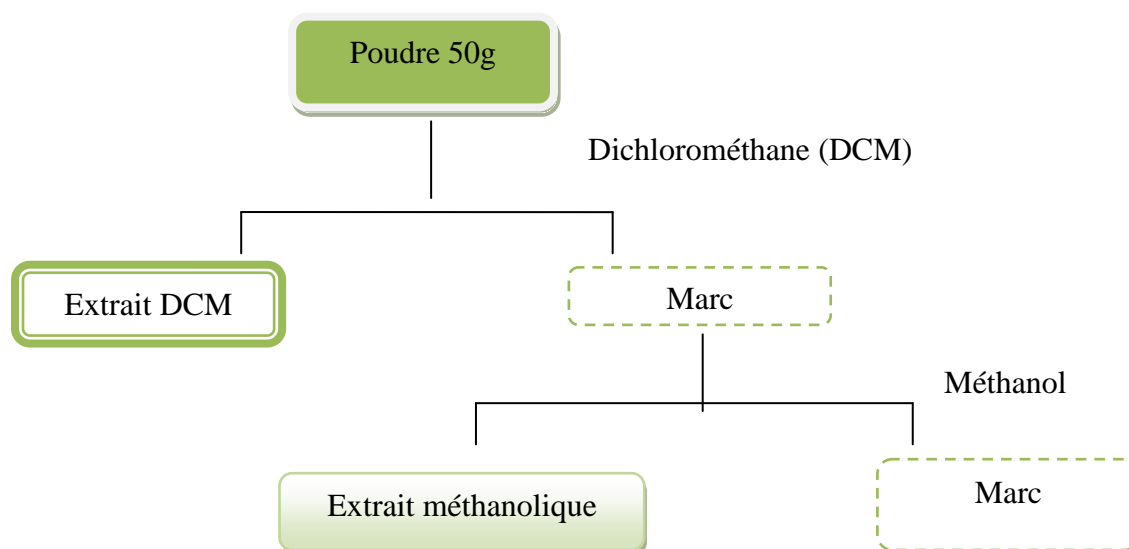 Poudre 50g
Dichlorométhane (DCM)
Extrait DCM
Marc
Méthanol
Extrait méthanolique
Marc